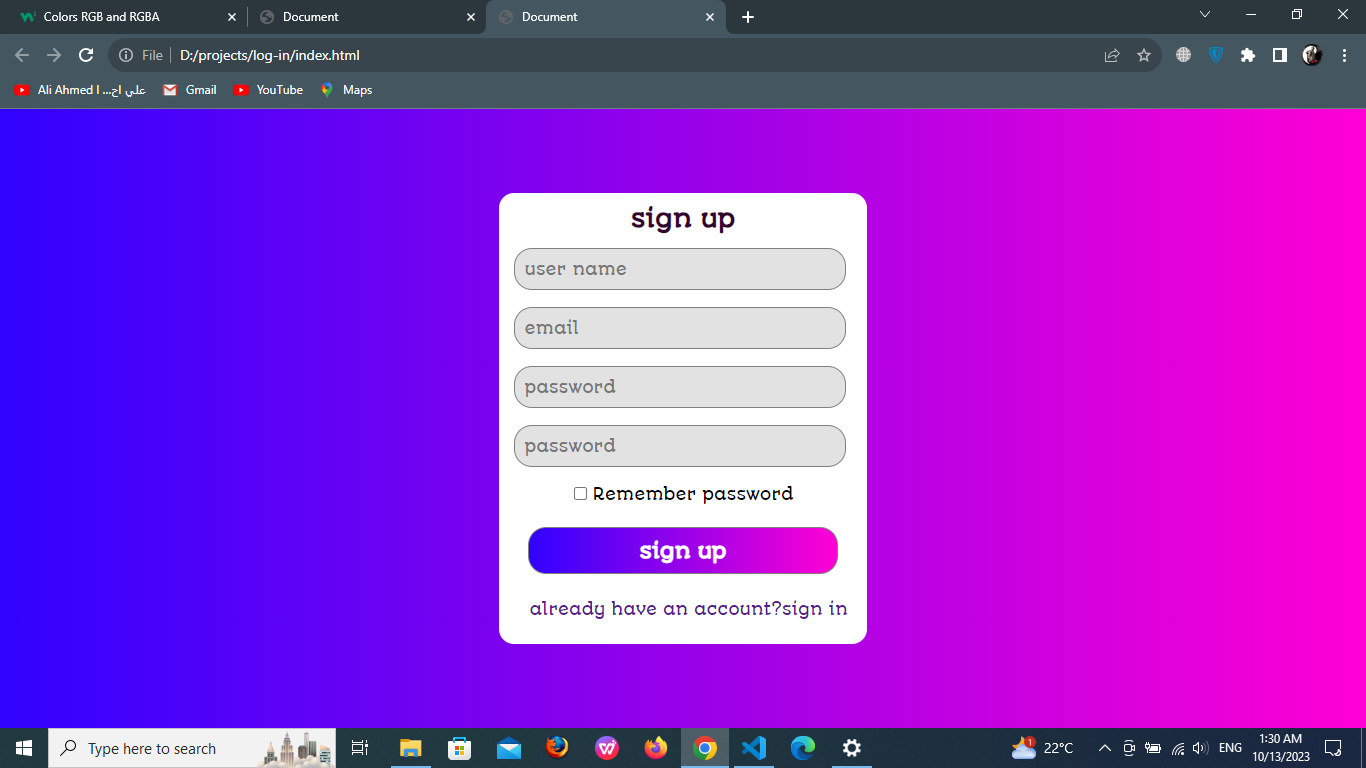 Colors RGB and RGBA
Document
Document
File
D:/projects/log-in/index.html
Ali Ahmed l علي اح...
Gmail
YouTube
Maps
sign up
user name
email
password
password
Remember password
sign up
already have an account?sign in
Type here to search
1
22°C
ENG
1:30 AM
10/13/2023